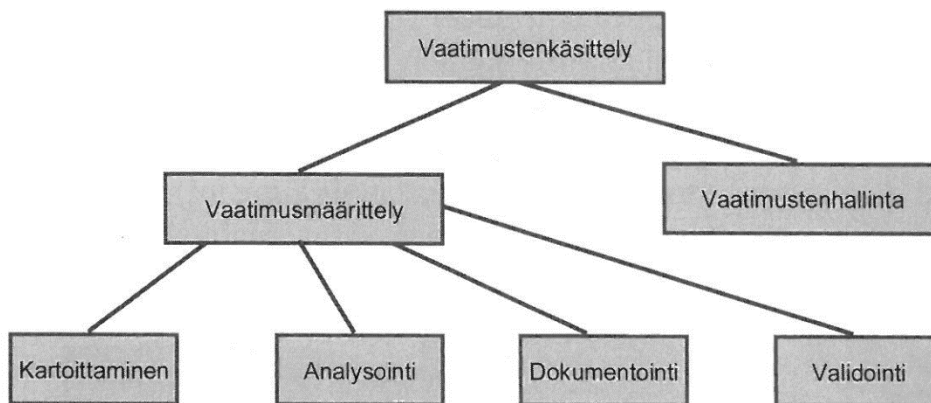 Vaatimustenkäsittely
Vaatimusmäärittely
Vaatimustenhallinta
Kartoittaminen
Analysointi
Dokumentointi
Validointi